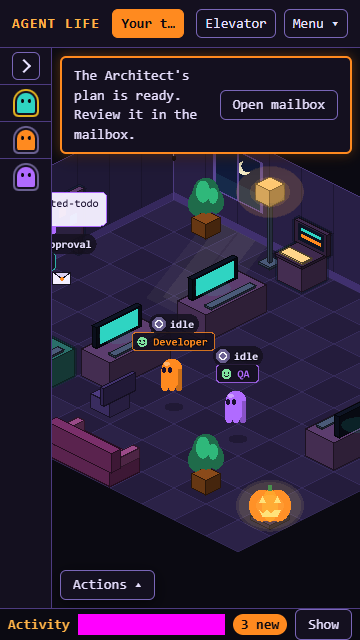 AGENT LIFE
Your t…
Elevator
Menu ▾
The Architect's
plan is ready.
Review it in the
mailbox.
Open mailbox
ted-todo
pproval
idle
Developer
idle
QA
Actions ▴
Activity
3 new
Show